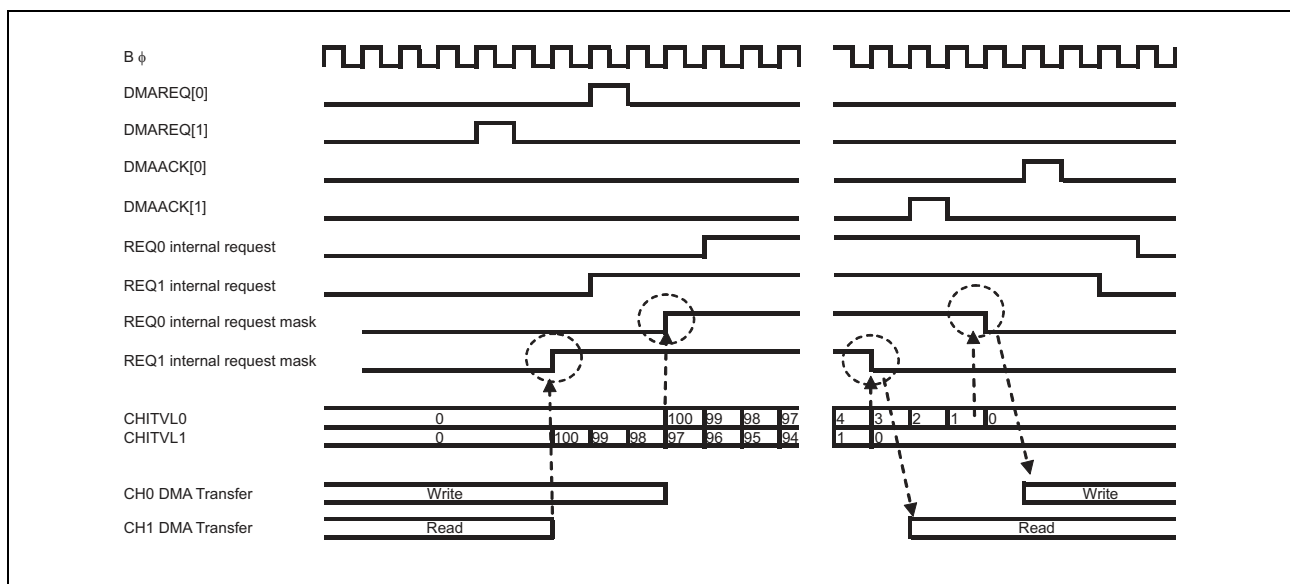 B ϕ
DMAREQ[0]
DMAREQ[1]
DMAACK[0]
DMAACK[1]
REQ0 internal request
REQ1 internal request
REQ0 internal request mask
REQ1 internal request mask
CHITVL0 0 100 99 98 97 4 3 2 1 0
CHITVL1 0 100 99 98 97 96 95 94 1 0
CH0 DMA Transfer Write Write
CH1 DMA Transfer Read Read